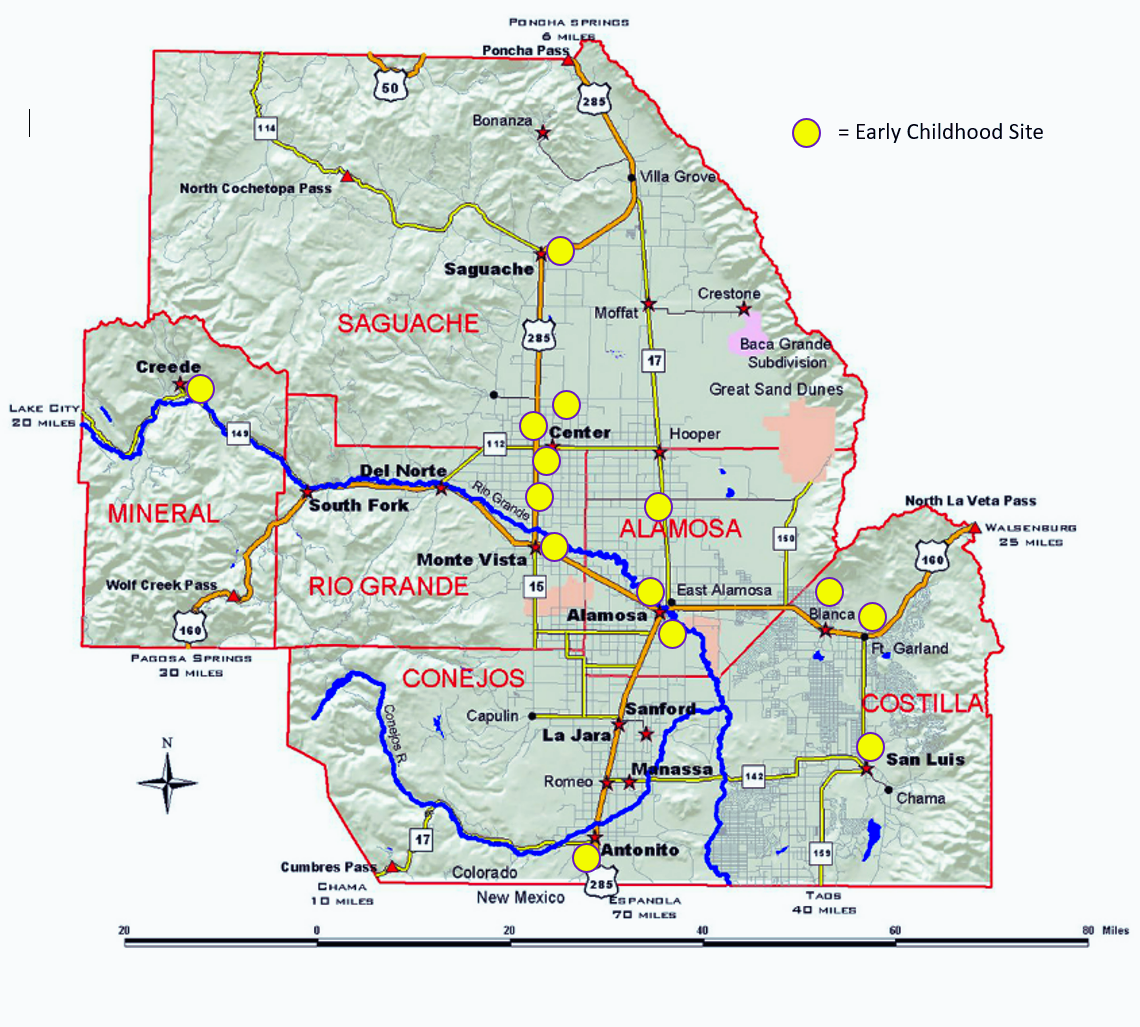 PONCHA SPRINGS
6 MILES
Poncha Pass
50
285
114
Bonanza
= Early Childhood Site
North Cochetopa Pass
Villa Grove
Saguache
Crestone
Moffat
SAGUACHE
285
17
Baca Grande
Subdivision
Creede
Great Sand Dunes
LAKE CITY
20 MILES
149
112
Center
Hooper
Del Norte
Rio Grande
South Fork
MINERAL
ALAMOSA
150
North La Veta Pass
WALSENBURG
25 MILES
Monte Vista
160
Wolf Creek Pass
RIO GRANDE
15
East Alamosa
Alamosa
Blanca
160
Ft. Garland
PAGOSA SPRINGS
30 MILES
CONEJOS
COSTILLA
Capulin
Sanford
La Jara
Conejos R.
N
San Luis
Manassa
Romeo
142
Chama
17
Antonito
159
Cumbres Pass
Colorado
285
CHAMA
10 MILES
New Mexico
ESPANOLA
70 MILES
TAOS
40 MILES
20 0 20 40 60 80 Miles